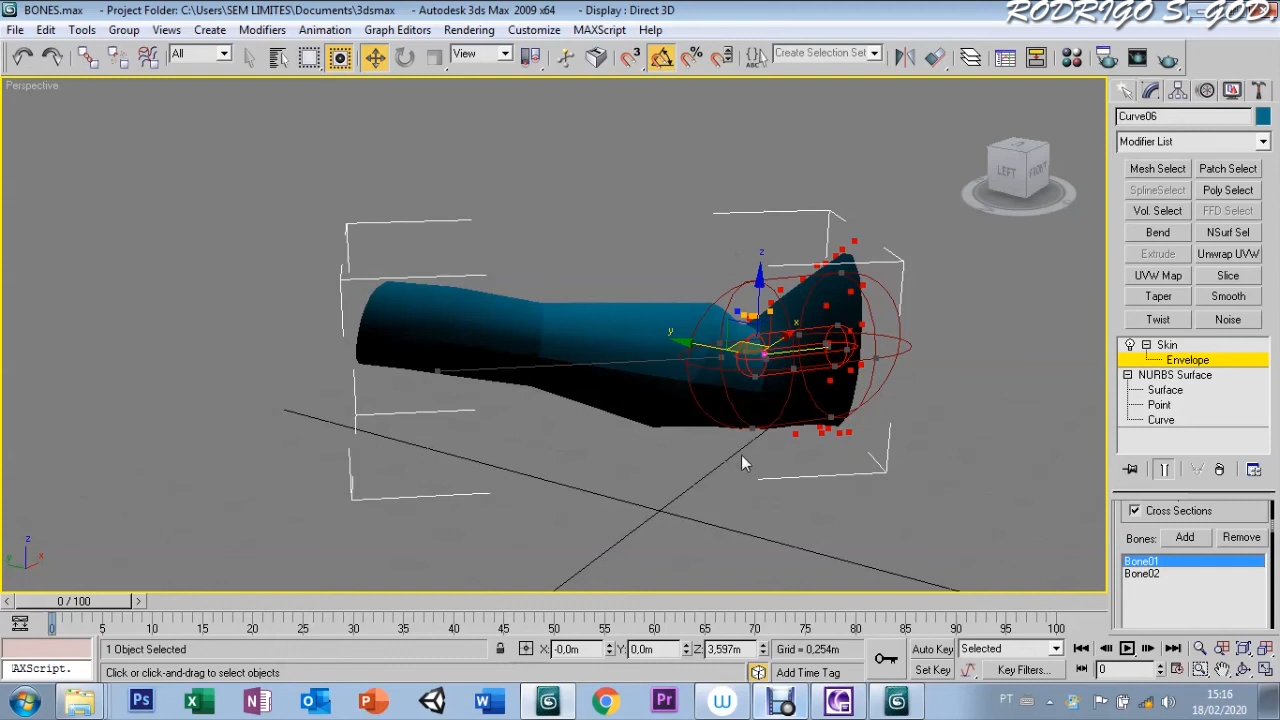 BONES.max - Project Folder: C:\Users\SEM LIMITES\Documents\3dsmax - Autodesk 3ds Max 2009 x64 - Display : Direct 3D
RODRIGO S. GOD
File Edit Tools Group Views Create Modifiers Animation Graph Editors Rendering Customize MAXScript Help
All View 3 % ABC Create Selection Set
Perspective
LEFT FRONT
Curve06
Modifier List
Mesh Select Patch Select
SplineSelect Poly Select
Vol. Select FFD Select
Bend NSurf Sel
Extrude Unwrap UVW
UVW Map Slice
Taper Smooth
Twist Noise
z
y x
Skin
Envelope
NURBS Surface
Surface
Point
Curve
Cross Sections
Bones: Add Remove
Bone01
Bone02
z
y x
< 0 / 100 >
0 5 10 15 20 25 30 35 40 45 50 55 60 65 70 75 80 85 90 95 100
1 Object Selected X: -0,0m Y: 0,0m Z: 3,597m Grid = 0,254m Auto Key Selected
AXScript. Click or click-and-drag to select objects Add Time Tag Set Key Key Filters... 0
PT 15:16
18/02/2020